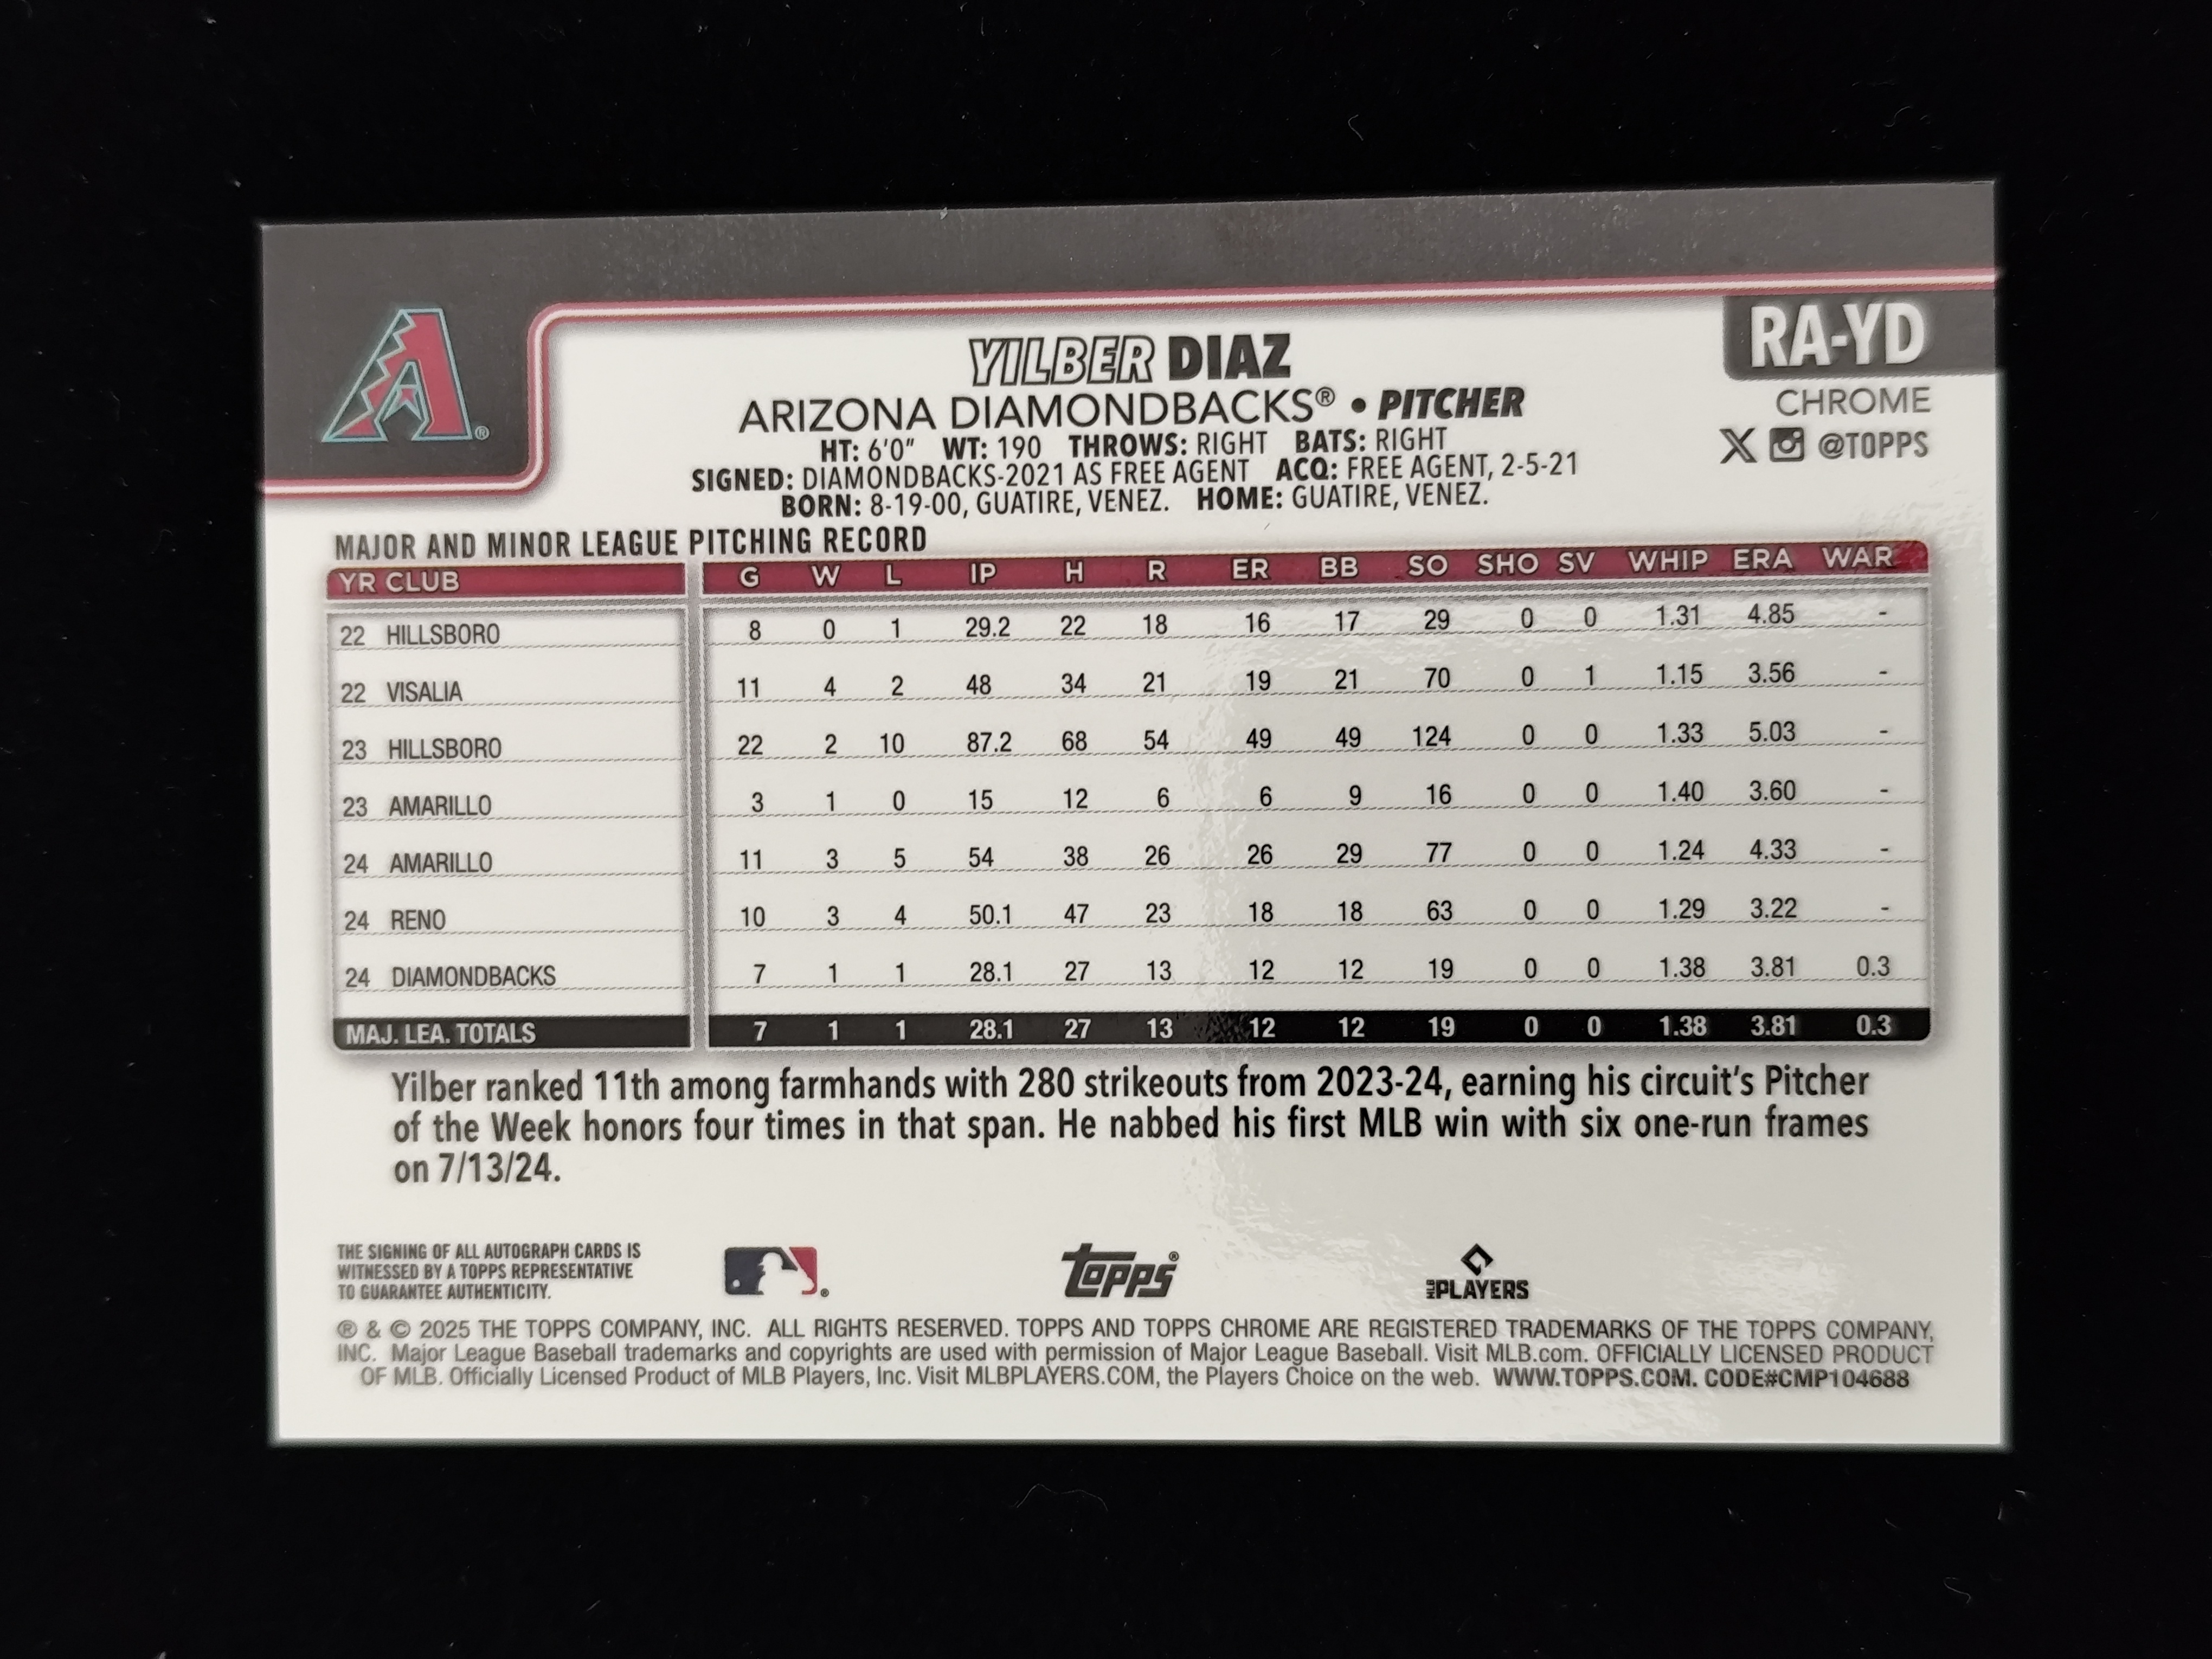 RA-YD
YILBER DIAZ
ARIZONA DIAMONDBACKS® • PITCHER
CHROME
HT: 6'0" WT: 190 THROWS: RIGHT BATS: RIGHT
X @TOPPS
SIGNED: DIAMONDBACKS-2021 AS FREE AGENT ACQ: FREE AGENT, 2-5-21
BORN: 8-19-00, GUATIRE, VENEZ. HOME: GUATIRE, VENEZ.
A ®
MAJOR AND MINOR LEAGUE PITCHING RECORD
YR CLUB G W L IP H R ER BB SO SHO SV WHIP ERA WAR
22 HILLSBORO 8 0 1 29.2 22 18 16 17 29 0 0 1.31 4.85 -
22 VISALIA 11 4 2 48 34 21 19 21 70 0 1 1.15 3.56 -
23 HILLSBORO 22 2 10 87.2 68 54 49 49 124 0 0 1.33 5.03 -
23 AMARILLO 3 1 0 15 12 6 6 9 16 0 0 1.40 3.60 -
24 AMARILLO 11 3 5 54 38 26 26 29 77 0 0 1.24 4.33 -
24 RENO 10 3 4 50.1 47 23 18 18 63 0 0 1.29 3.22 -
24 DIAMONDBACKS 7 1 1 28.1 27 13 12 12 19 0 0 1.38 3.81 0.3
MAJ. LEA. TOTALS 7 1 1 28.1 27 13 12 12 19 0 0 1.38 3.81 0.3
Yilber ranked 11th among farmhands with 280 strikeouts from 2023-24, earning his circuit's Pitcher
of the Week honors four times in that span. He nabbed his first MLB win with six one-run frames
on 7/13/24.
THE SIGNING OF ALL AUTOGRAPH CARDS IS
WITNESSED BY A TOPPS REPRESENTATIVE
TO GUARANTEE AUTHENTICITY.
®
topps®
MLB PLAYERS
® & © 2025 THE TOPPS COMPANY, INC. ALL RIGHTS RESERVED. TOPPS AND TOPPS CHROME ARE REGISTERED TRADEMARKS OF THE TOPPS COMPANY,
INC. Major League Baseball trademarks and copyrights are used with permission of Major League Baseball. Visit MLB.com. OFFICIALLY LICENSED PRODUCT
OF MLB. Officially Licensed Product of MLB Players, Inc. Visit MLBPLAYERS.COM, the Players Choice on the web. WWW.TOPPS.COM. CODE#CMP104688